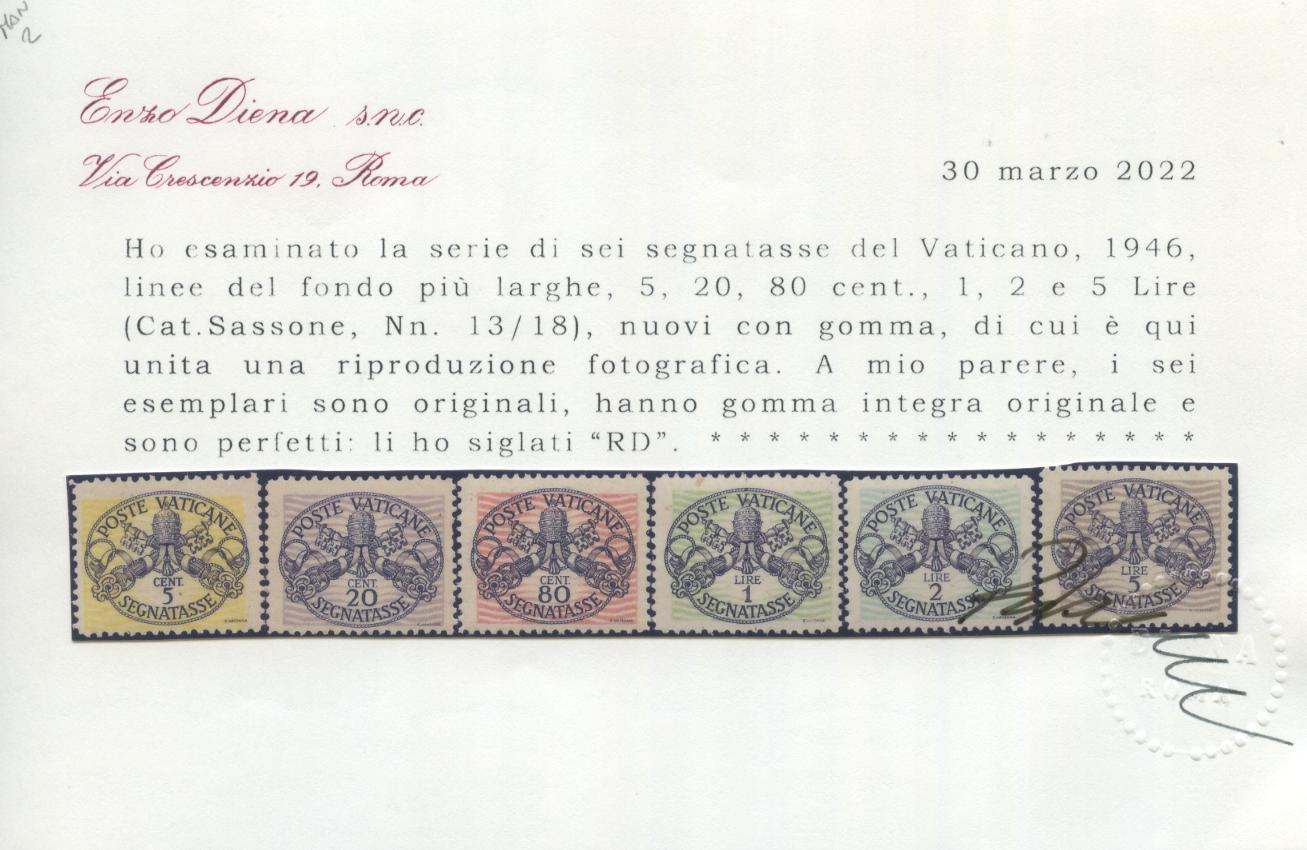 MAN
2
Enzo Diena s.n.c.
Via Crescenzio 19, Roma
30 marzo 2022
Ho esaminato la serie di sei segnatasse del Vaticano, 1946,
linee del fondo più larghe, 5, 20, 80 cent., 1, 2 e 5 Lire
(Cat.Sassone, Nn. 13/18), nuovi con gomma, di cui è qui
unita una riproduzione fotografica. A mio parere, i sei
esemplari sono originali, hanno gomma integra originale e
sono perfetti: li ho siglati “RD”. * * * * * * * * * * * * * * * * *
POSTE VATICANE
CENT.
5
SEGNATASSE
POSTE VATICANE
CENT.
20
SEGNATASSE
POSTE VATICANE
CENT.
80
SEGNATASSE
POSTE VATICANE
LIRE
1
SEGNATASSE
POSTE VATICANE
LIRE
2
SEGNATASSE
POSTE VATICANE
LIRE
5
SEGNATASSE
ROMA